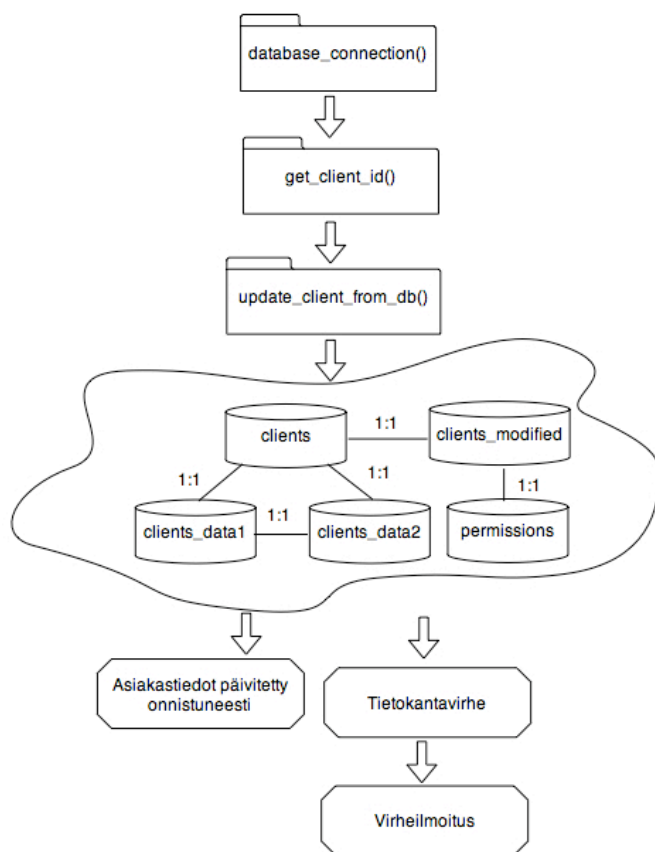 database_connection()
get_client_id()
update_client_from_db()
clients
1:1
clients_modified
1:1
1:1
1:1
clients_data1
1:1
clients_data2
permissions
Asiakastiedot päivitetty
onnistuneesti
Tietokantavirhe
Virheilmoitus